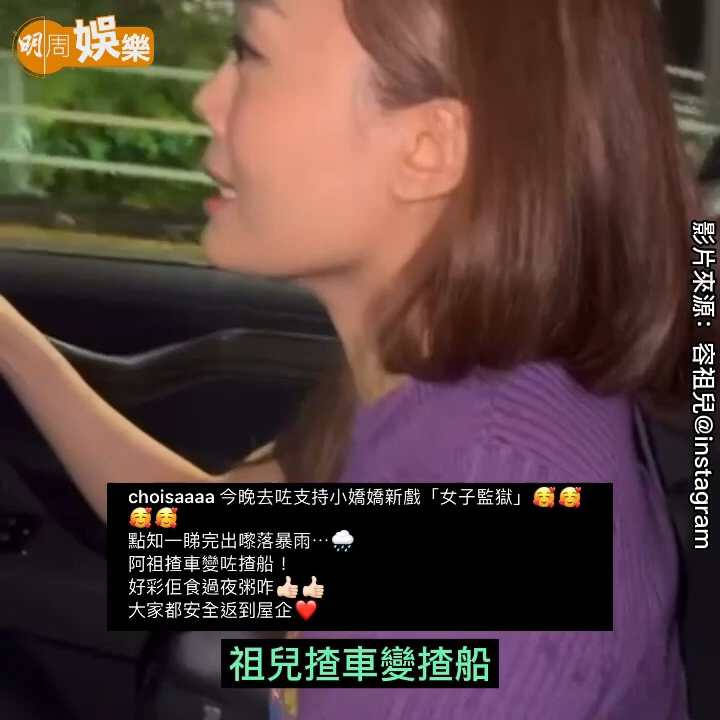 明周娛樂
影片來源：容祖兒@instagram
choisaaaa 今晚去咗支持小嬌嬌新戲「女子監獄」🥰🥰
🥰🥰
點知一睇完出嚟落暴雨…🌧️
阿祖揸車變咗揸船！
好彩佢食過夜粥咋👍🏻👍🏻
大家都安全返到屋企❤️
祖兒揸車變揸船